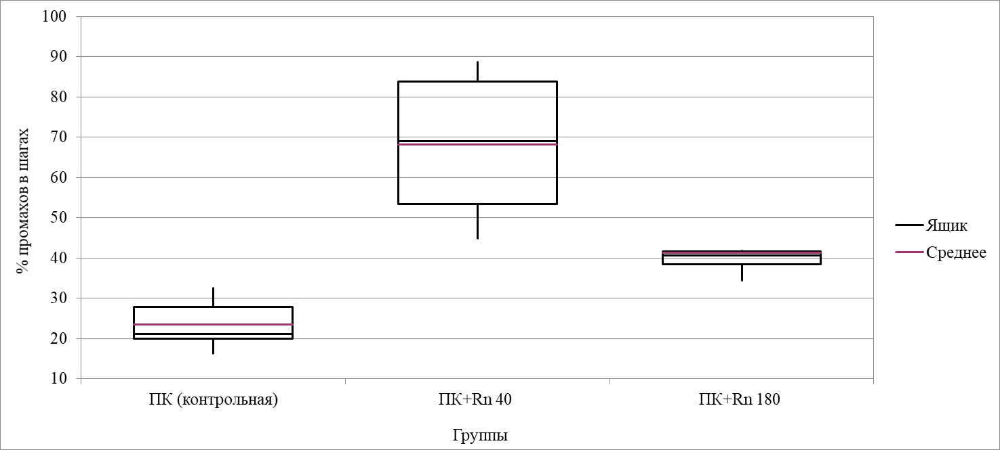 100
90
80
70
60
50
40
30
20
10
% промахов в шагах
ПК (контрольная)
ПК+Rn 40
ПК+Rn 180
Группы
Ящик
Среднее